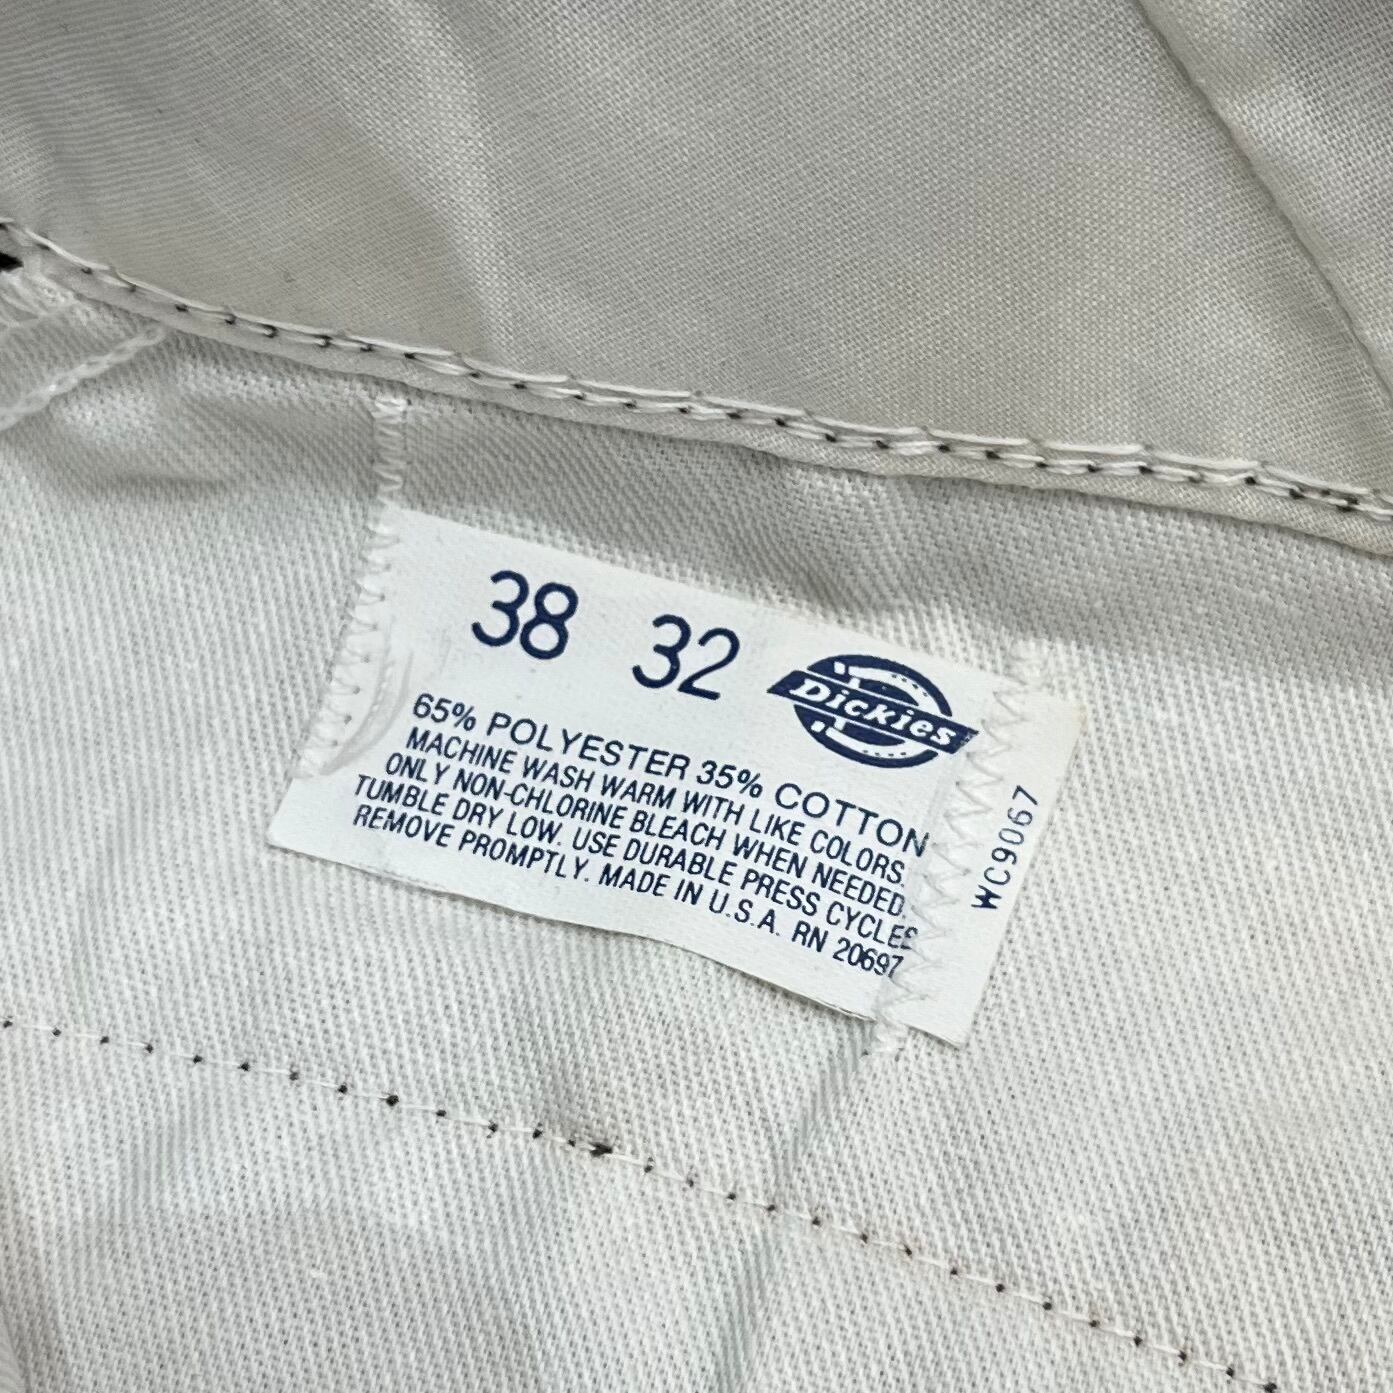 38 32
Dickies
65% POLYESTER 35% COTTON
MACHINE WASH WARM WITH LIKE COLORS.
ONLY NON-CHLORINE BLEACH WHEN NEEDED.
TUMBLE DRY LOW. USE DURABLE PRESS CYCLES
REMOVE PROMPTLY. MADE IN U.S.A. RN 20697
WC9067